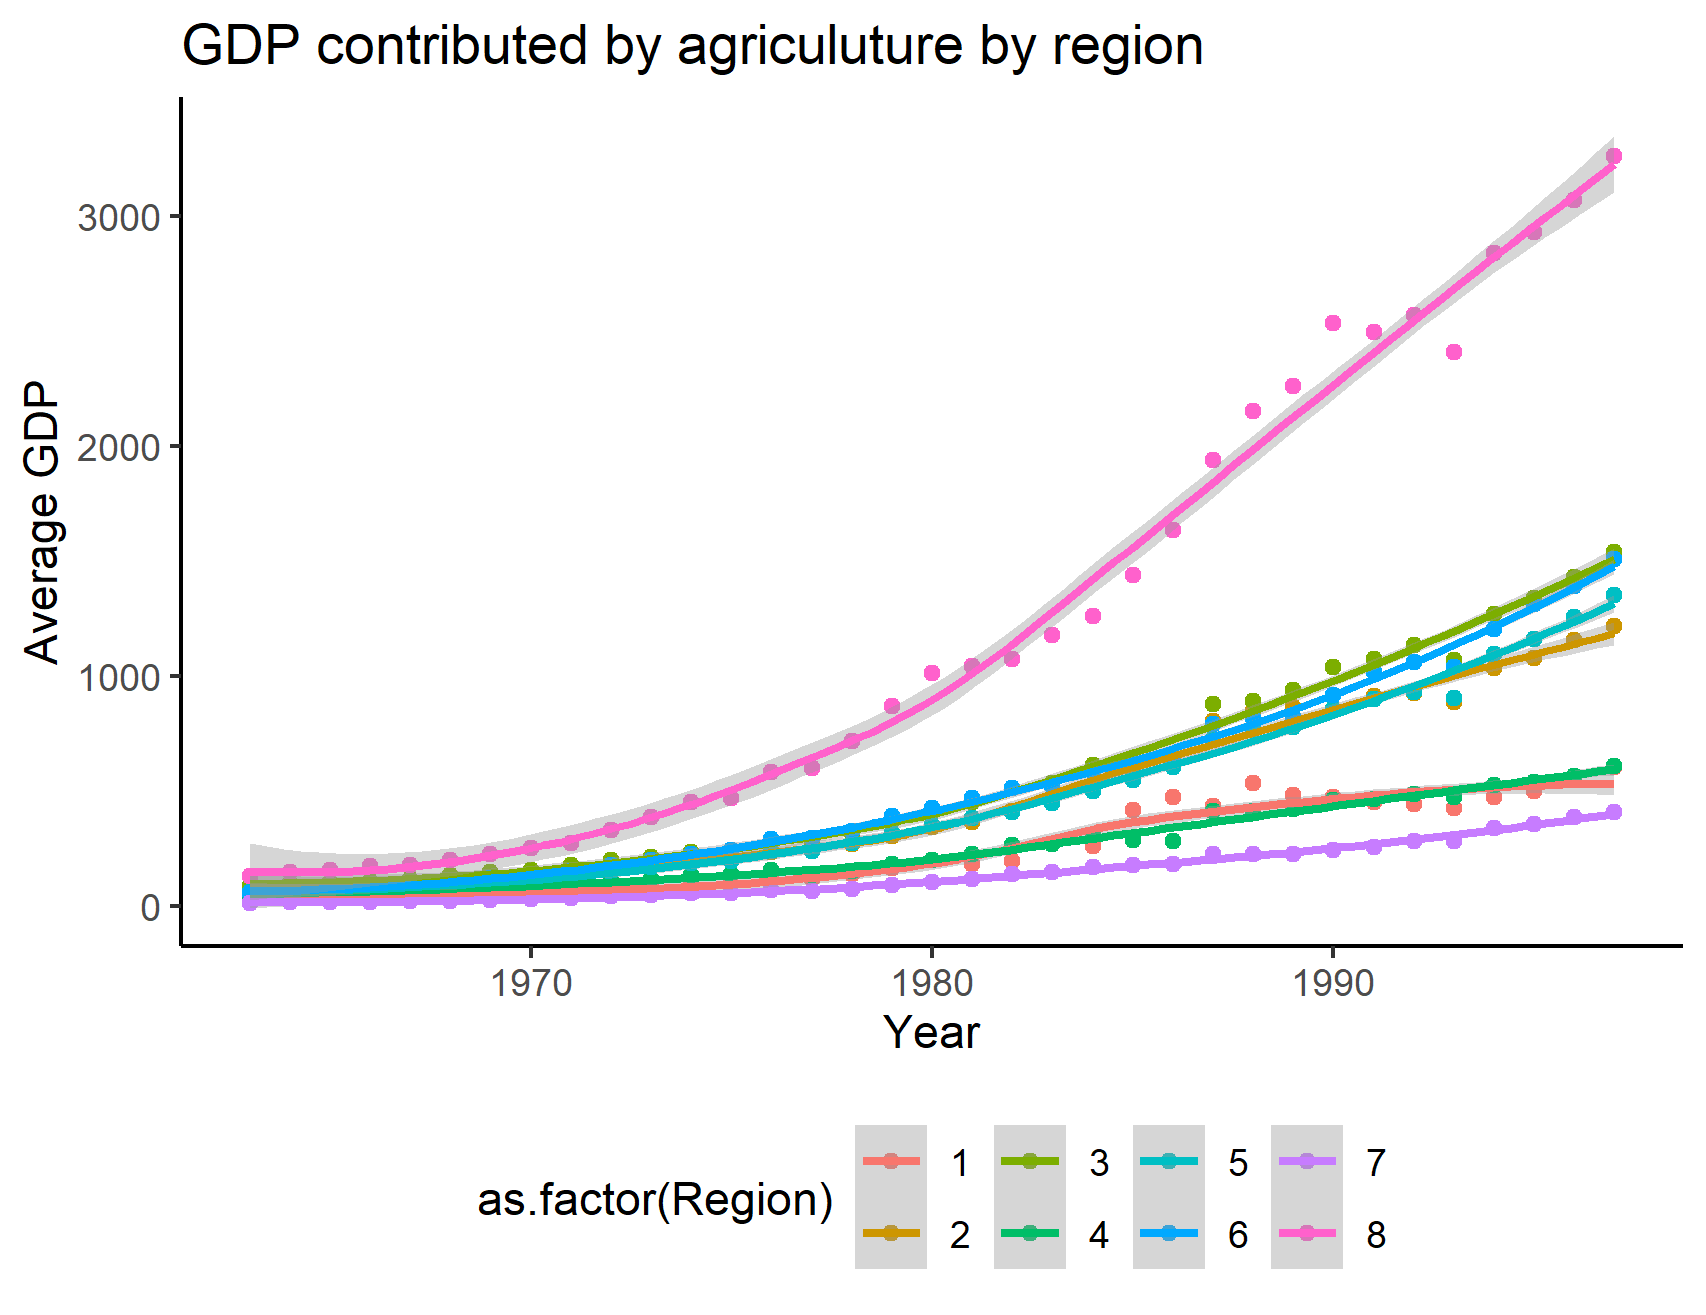 GDP contributed by agriculuture by region
Average GDP
3000
2000
1000
0
1970 1980 1990
Year
as.factor(Region)
1 3 5 7
2 4 6 8